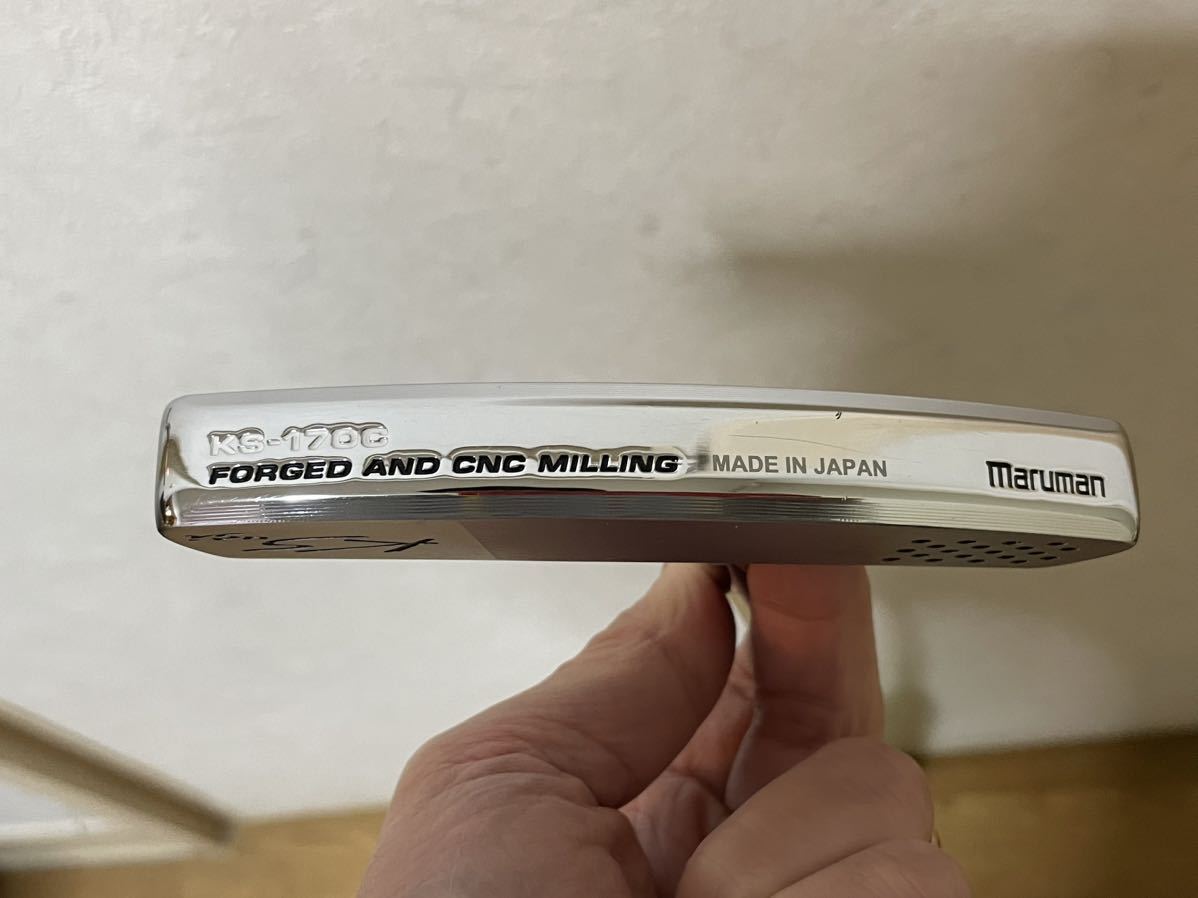 KS-170C
FORGED AND CNC MILLING MADE IN JAPAN
maruman